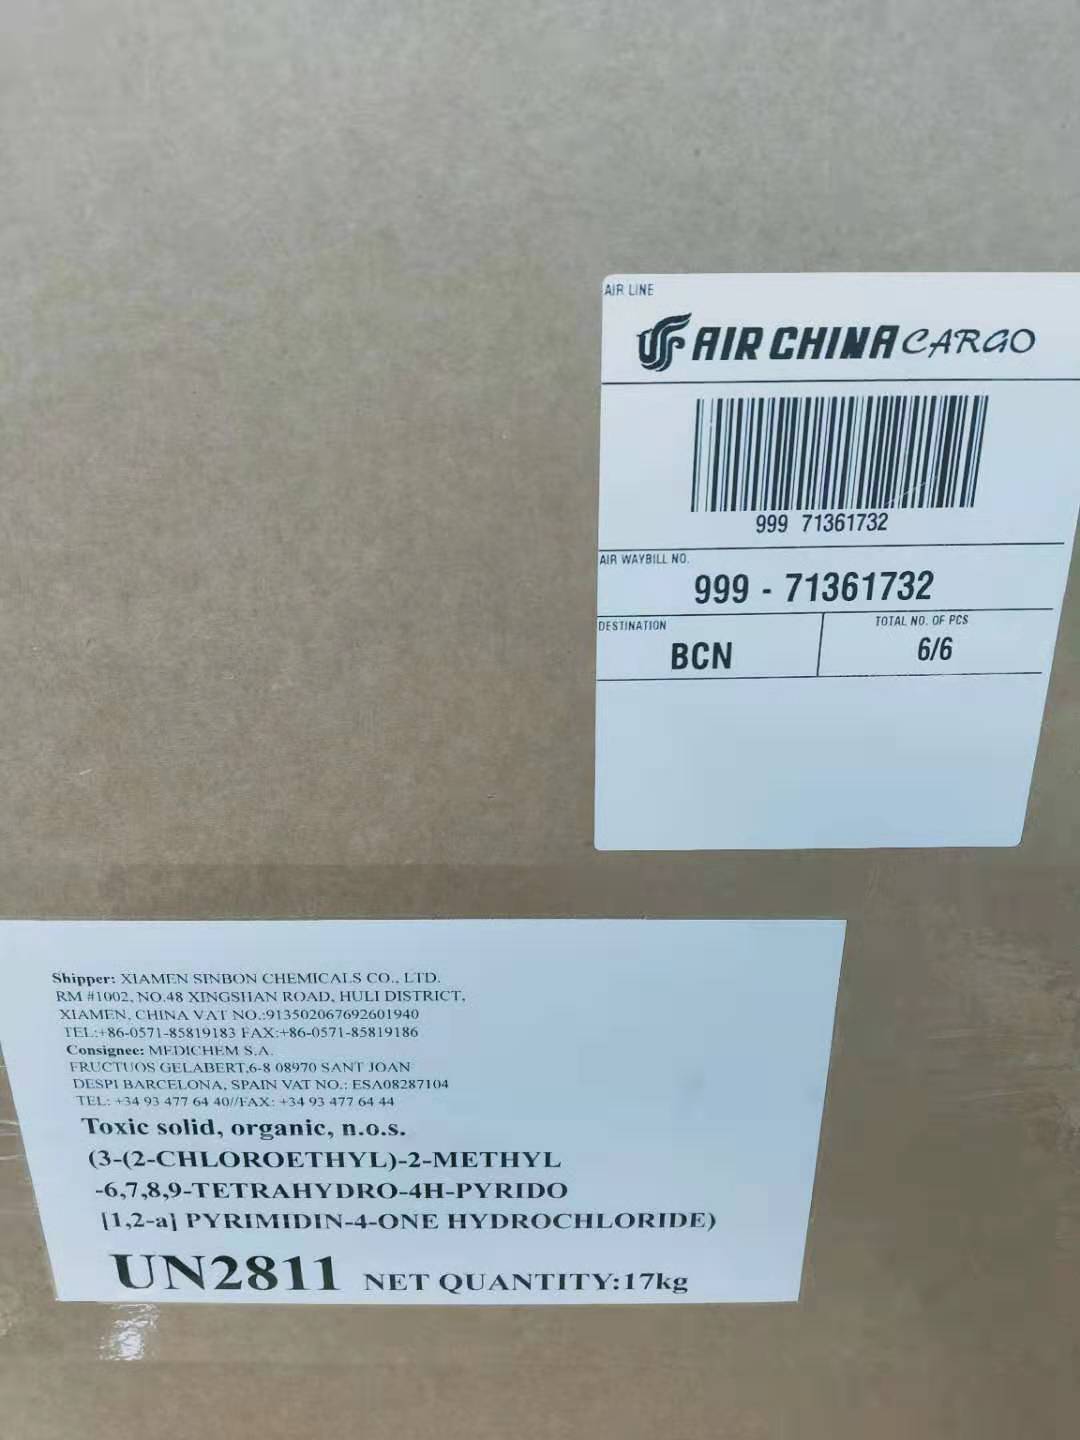 AIR LINE
AIR CHINA CARGO
999 71361732
AIR WAYBILL NO.
999 - 71361732
DESTINATION
BCN
TOTAL NO. OF PCS
6/6
Shipper: XIAMEN SINBON CHEMICALS CO., LTD.
RM #1002, NO.48 XINGSHAN ROAD, HULI DISTRICT,
XIAMEN, CHINA VAT NO.:913502067692601940
TEL:+86-0571-85819183 FAX:+86-0571-85819186
Consignee: MEDICHEM S.A.
FRUCTUOS GELABERT,6-8 08970 SANT JOAN
DESPI BARCELONA, SPAIN VAT NO.: ESA08287104
TEL: +34 93 477 64 40//FAX: +34 93 477 64 44
Toxic solid, organic, n.o.s.
(3-(2-CHLOROETHYL)-2-METHYL
-6,7,8,9-TETRAHYDRO-4H-PYRIDO
[1,2-a] PYRIMIDIN-4-ONE HYDROCHLORIDE)
UN2811 NET QUANTITY:17kg